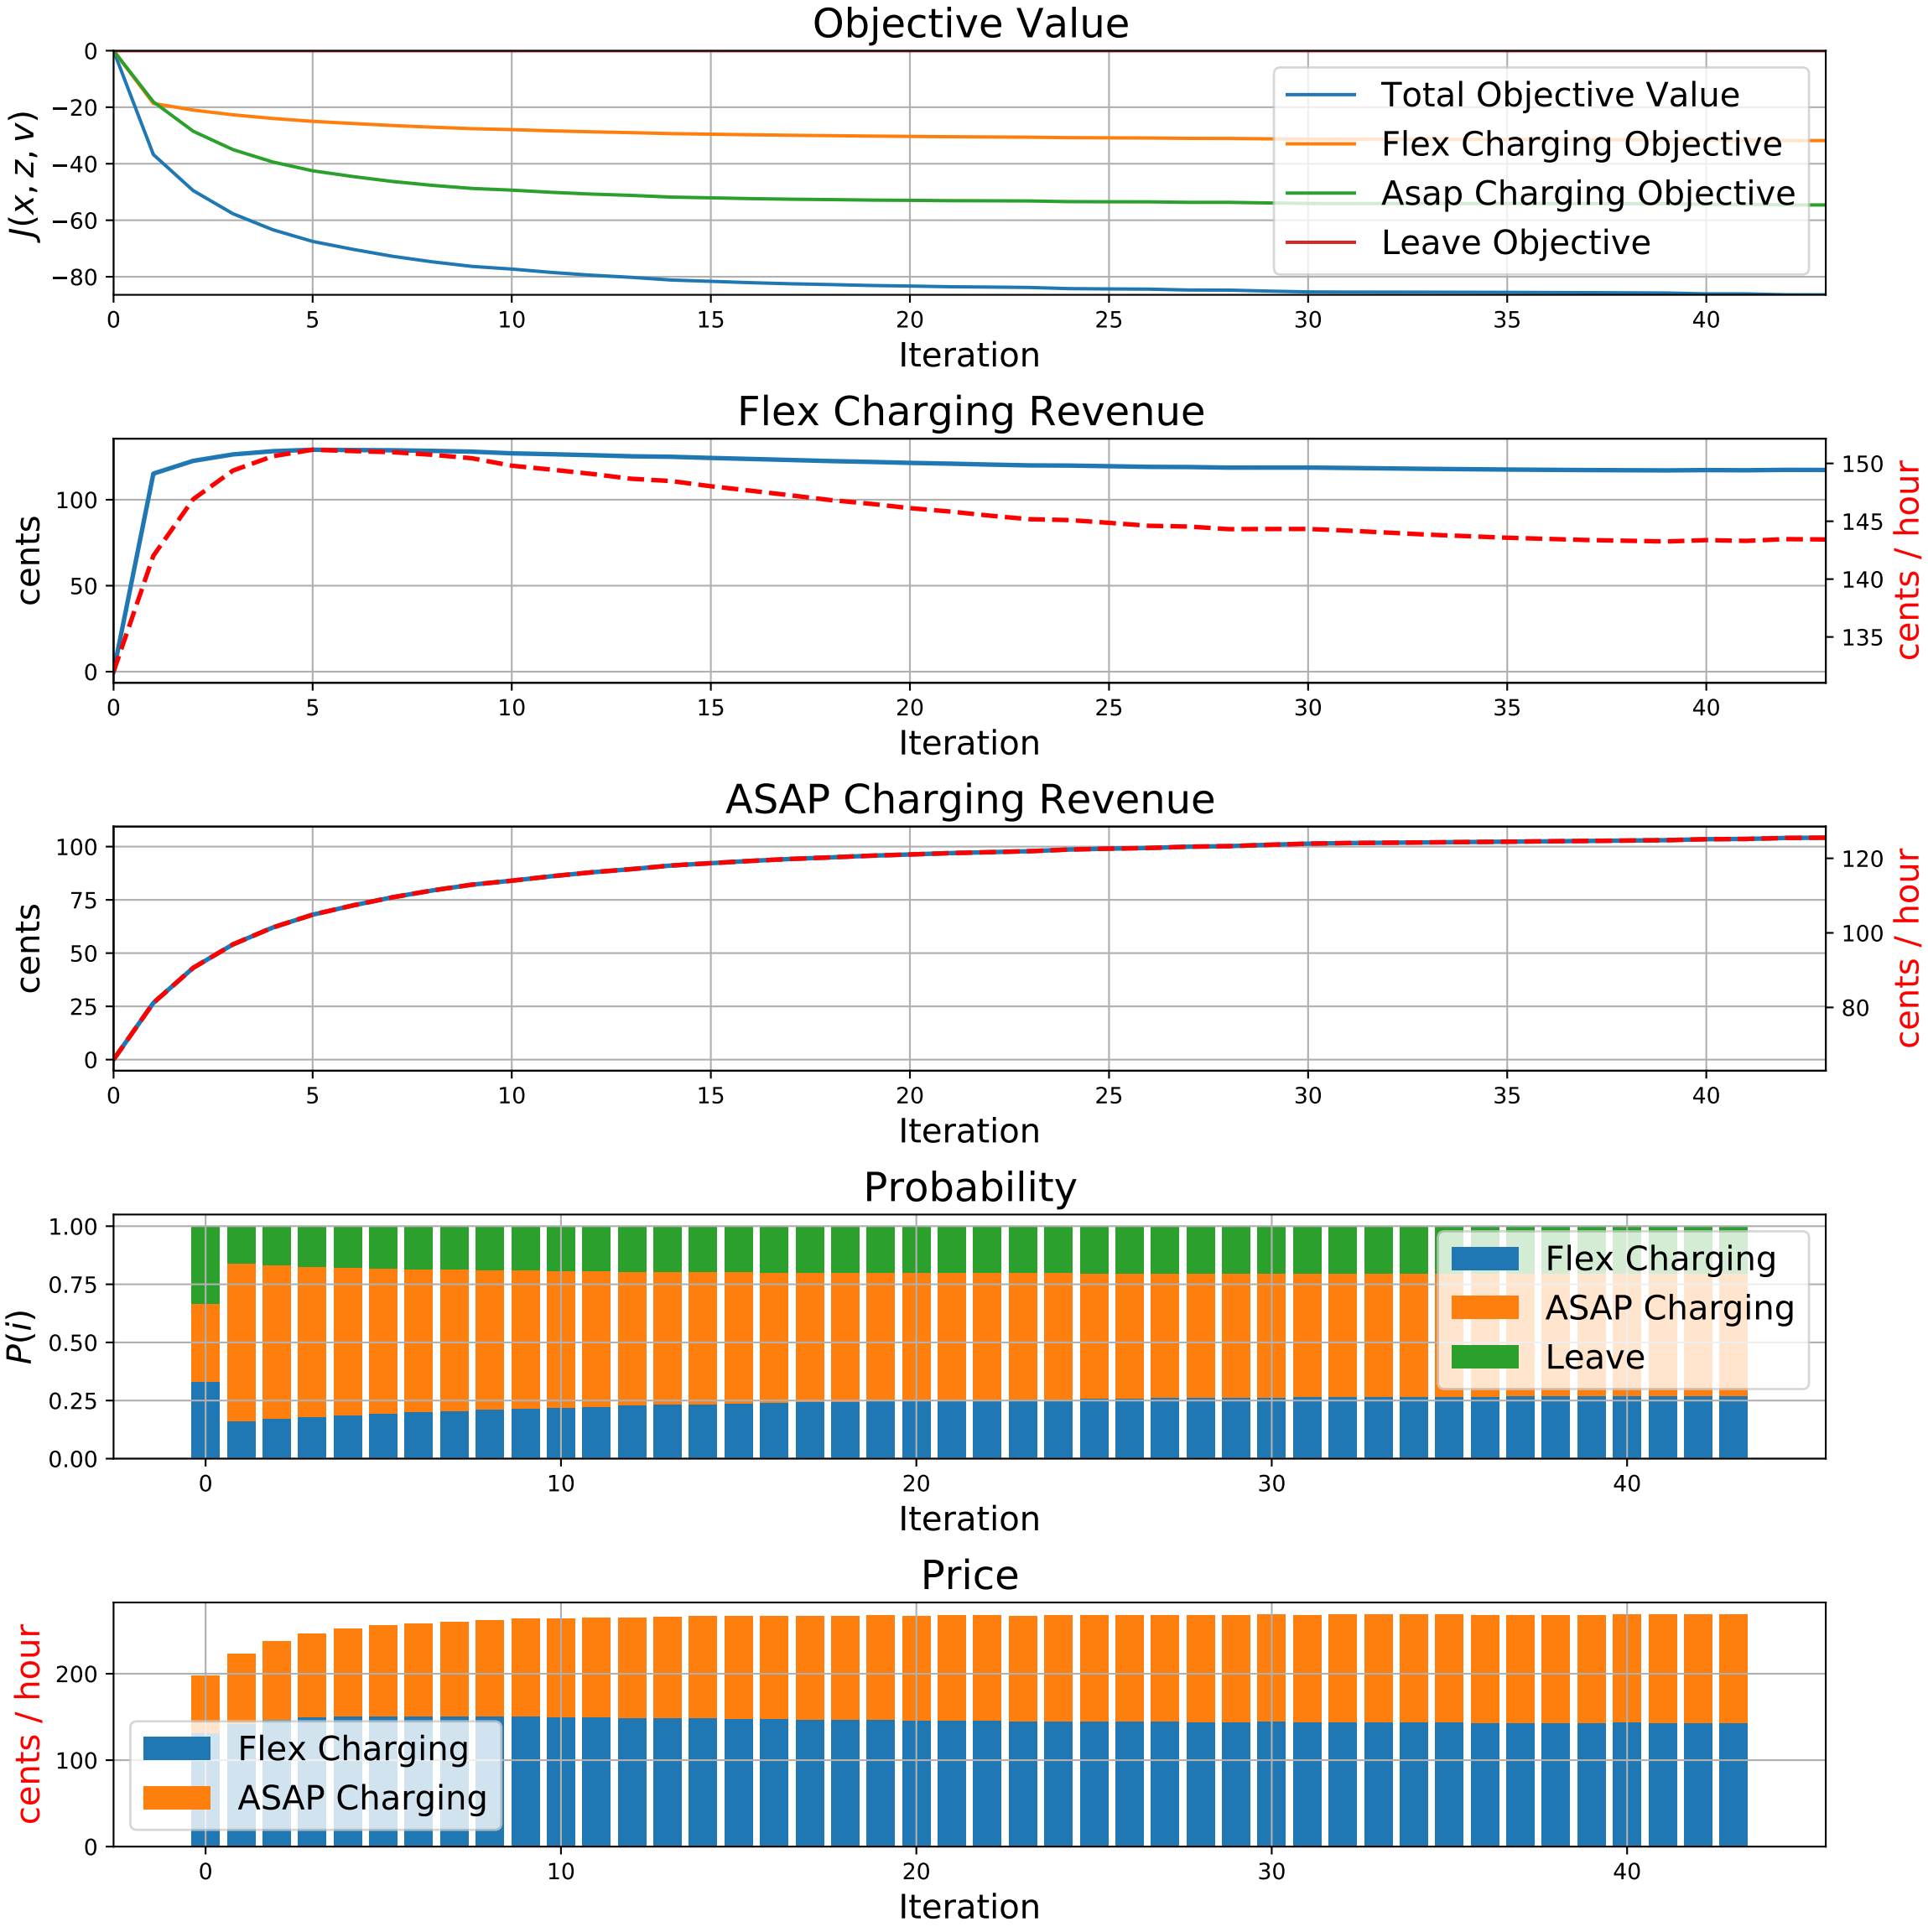 Objective Value
0
−20
−40
−60
−80
J(x, z, v)
Total Objective Value
Flex Charging Objective
Asap Charging Objective
Leave Objective
0 5 10 15 20 25 30 35 40
Iteration
Flex Charging Revenue
100
50
0
cents
150
145
140
135
cents / hour
0 5 10 15 20 25 30 35 40
Iteration
ASAP Charging Revenue
100
75
50
25
0
cents
120
100
80
cents / hour
0 5 10 15 20 25 30 35 40
Iteration
Probability
1.00
0.75
0.50
0.25
0.00
P(i)
Flex Charging
ASAP Charging
Leave
0 10 20 30 40
Iteration
Price
200
100
0
cents / hour
Flex Charging
ASAP Charging
0 10 20 30 40
Iteration